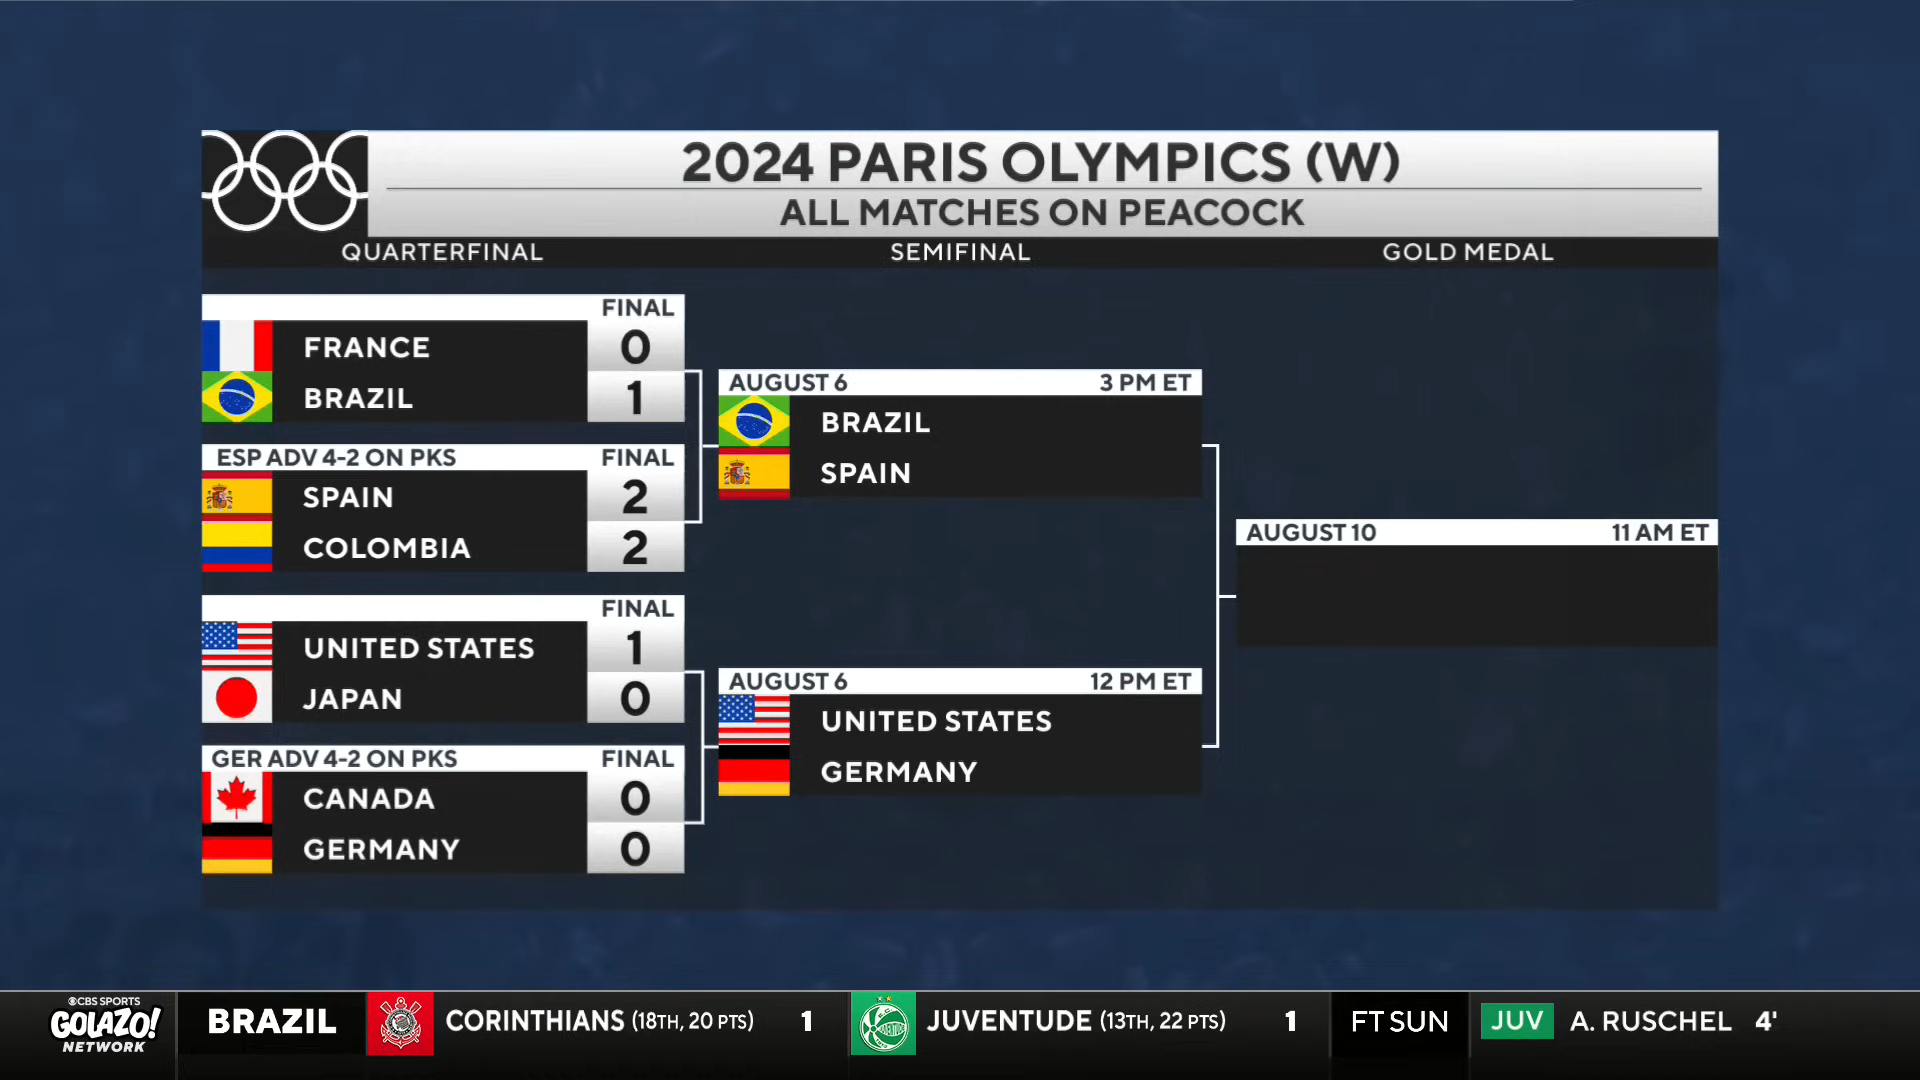 2024 PARIS OLYMPICS (W)
ALL MATCHES ON PEACOCK
QUARTERFINAL SEMIFINAL GOLD MEDAL
FINAL
FRANCE 0
BRAZIL 1
ESP ADV 4-2 ON PKS FINAL
SPAIN 2
COLOMBIA 2
FINAL
UNITED STATES 1
JAPAN 0
GER ADV 4-2 ON PKS FINAL
CANADA 0
GERMANY 0
AUGUST 6 3 PM ET
BRAZIL
SPAIN
AUGUST 6 12 PM ET
UNITED STATES
GERMANY
AUGUST 10 11 AM ET
CBS SPORTS
GOLAZO!
NETWORK
BRAZIL CORINTHIANS (18TH, 20 PTS) 1 JUVENTUDE (13TH, 22 PTS) 1 FT SUN JUV A. RUSCHEL 4'